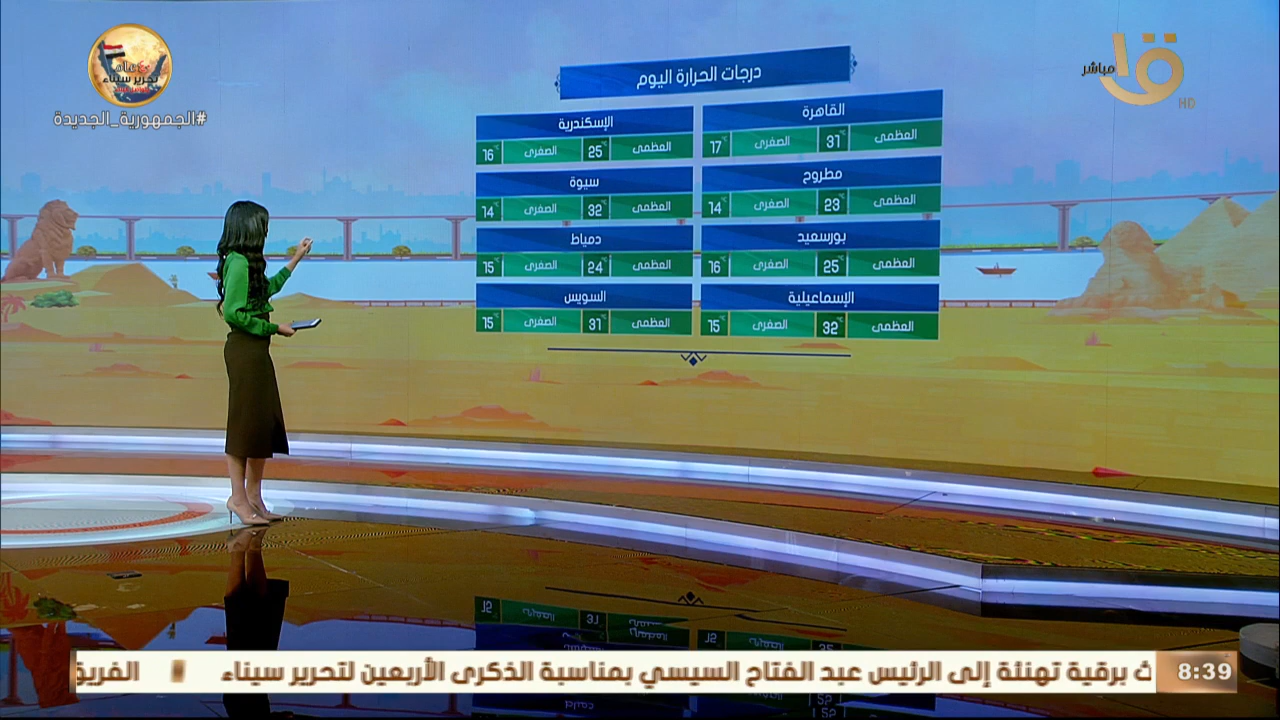 مباشر
HD
عام
تحرير سيناء
#الجمهورية_الجديدة
درجات الحرارة اليوم
القاهرة
العظمى 31°C الصغرى 17°C
الإسكندرية
العظمى 25°C الصغرى 16°C
مطروح
العظمى 23°C الصغرى 14°C
سيوة
العظمى 32°C الصغرى 14°C
بورسعيد
العظمى 25°C الصغرى 16°C
دمياط
العظمى 24°C الصغرى 15°C
الإسماعيلية
العظمى 32°C الصغرى 15°C
السويس
العظمى 31°C الصغرى 15°C
8:39
ث برقية تهنئة إلى الرئيس عبد الفتاح السيسي بمناسبة الذكرى الأربعين لتحرير سيناء الفريق